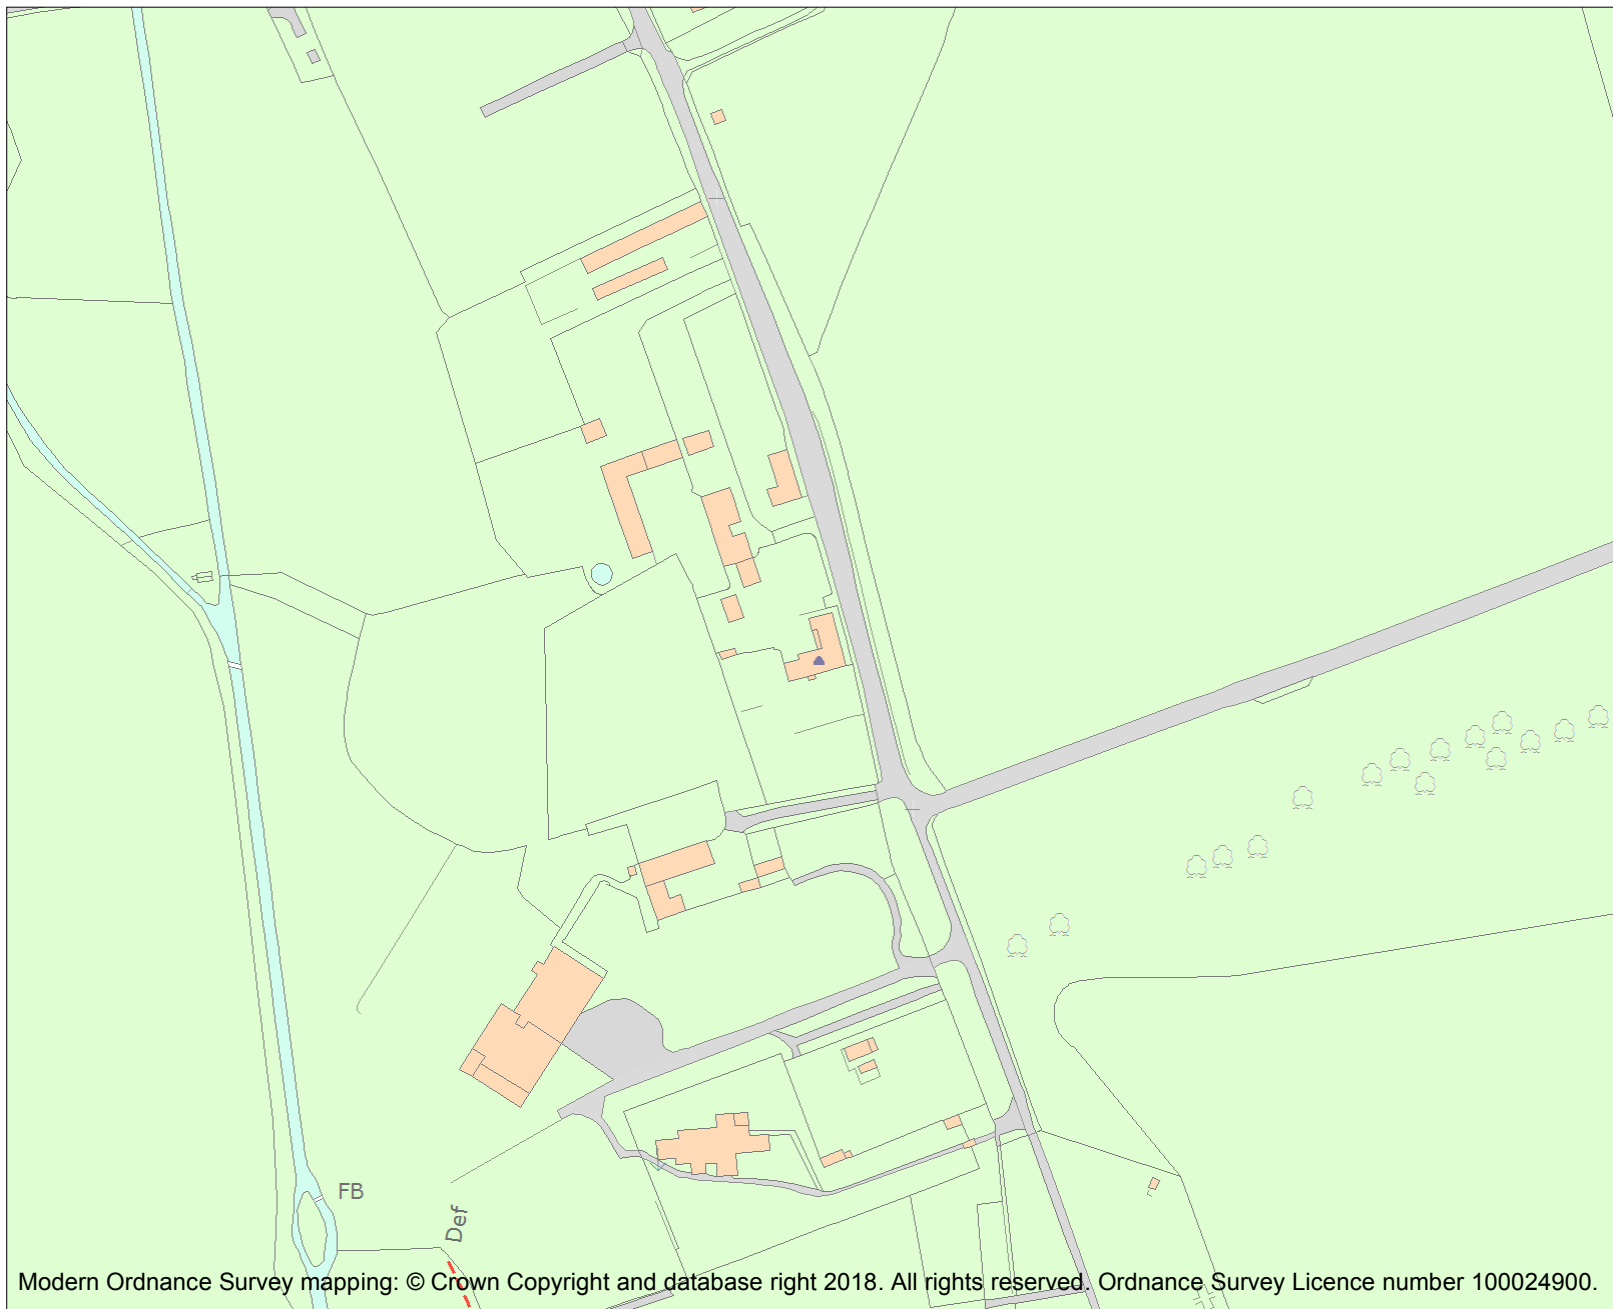 FB
Def
Modern Ordnance Survey mapping: © Crown Copyright and database right 2018. All rights reserved. Ordnance Survey Licence number 100024900.